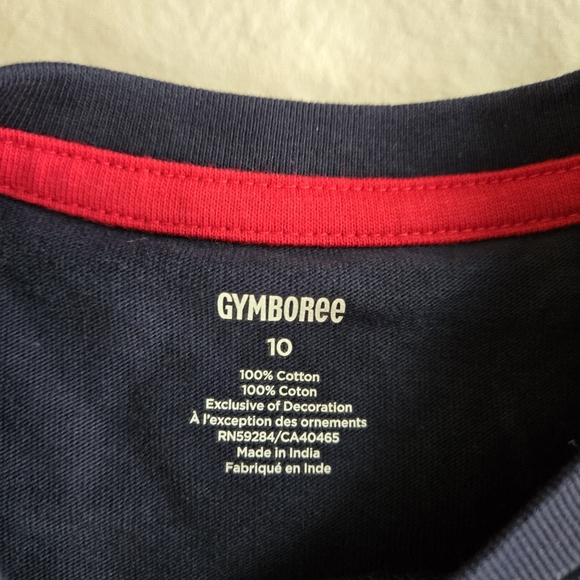 GYMBOREE
10
100% Cotton
100% Coton
Exclusive of Decoration
À l'exception des ornements
RN59284/CA40465
Made in India
Fabriqué en Inde